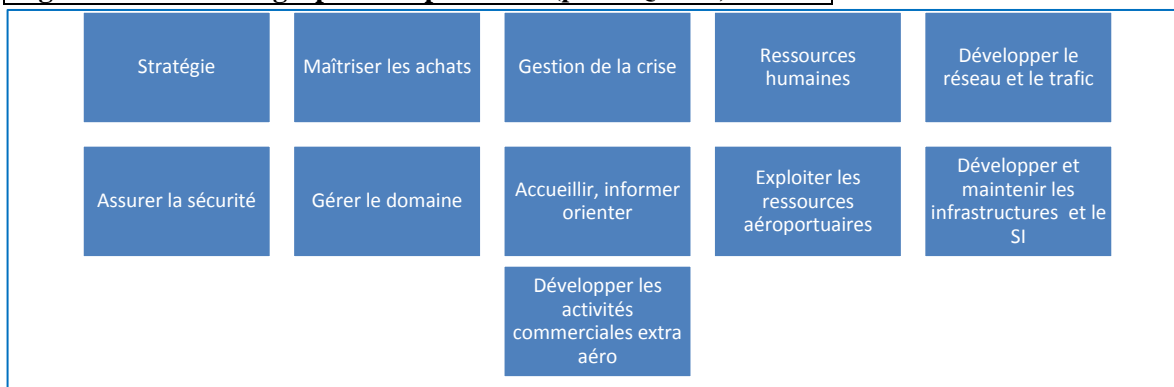 Stratégie
Maîtriser les achats
Gestion de la crise
Ressources
humaines
Développer le
réseau et le trafic
Assurer la sécurité
Gérer le domaine
Accueillir, informer
orienter
Exploiter les
ressources
aéroportuaires
Développer et
maintenir les
infrastructures et le
SI
Développer les
activités
commerciales extra
aéro